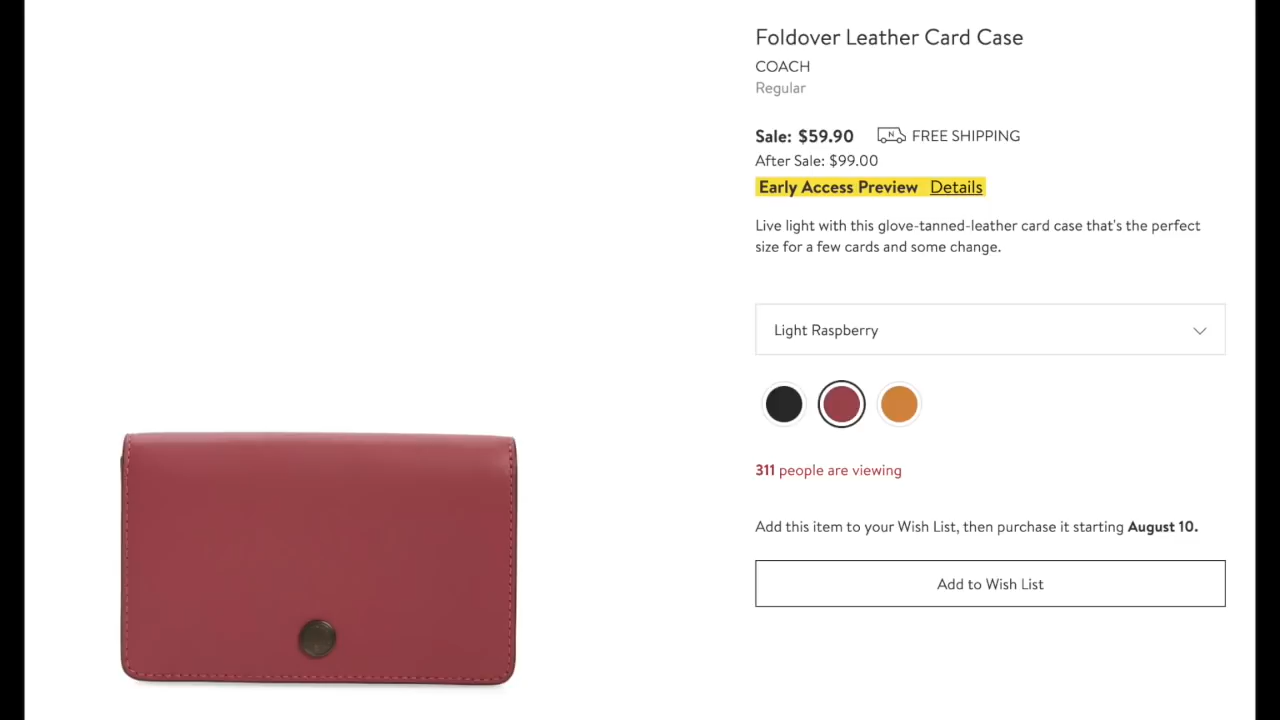 Foldover Leather Card Case
COACH
Regular
Sale: $59.90 N FREE SHIPPING
After Sale: $99.00
Early Access Preview Details
Live light with this glove-tanned-leather card case that's the perfect
size for a few cards and some change.
Light Raspberry
311 people are viewing
Add this item to your Wish List, then purchase it starting August 10.
Add to Wish List